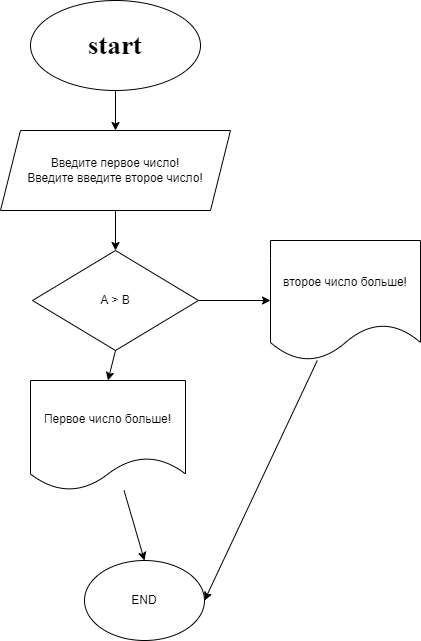 start
Введите первое число!
Введите введите второе число!
A > B
второе число больше!
Первое число больше!
END